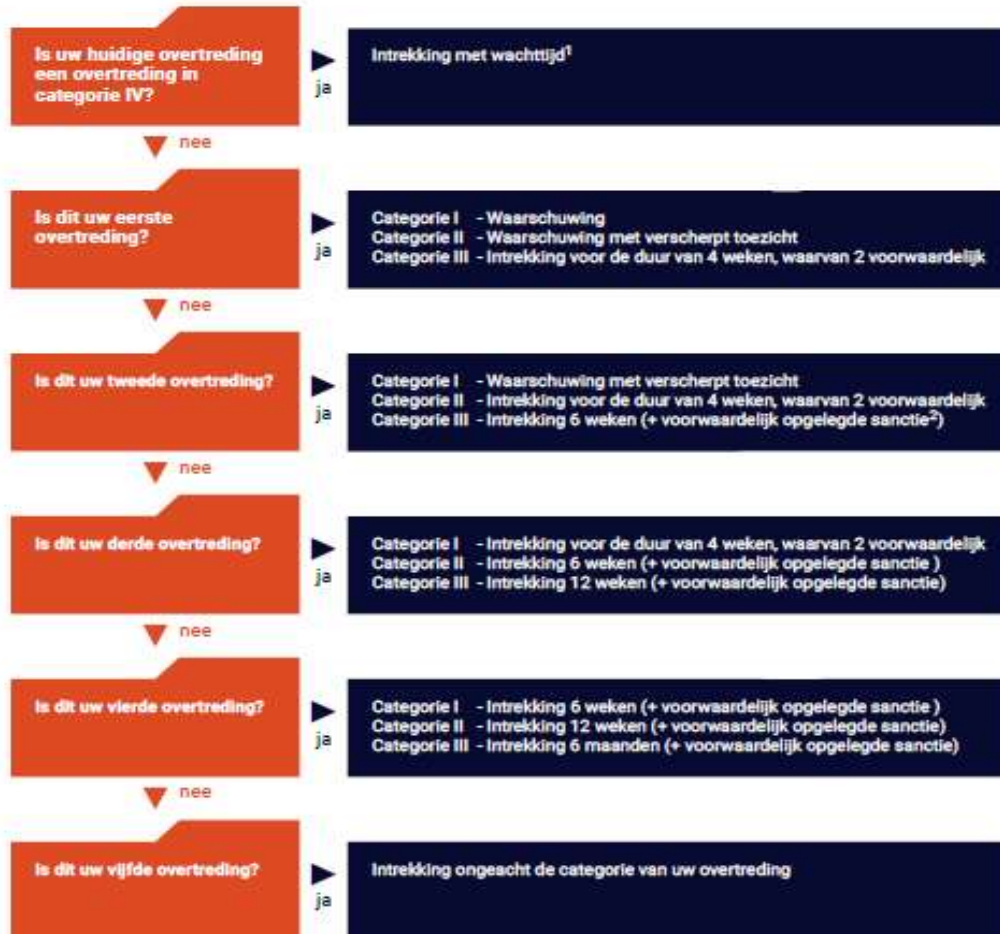 Is uw huidige overtreding
een overtreding in
categorie IV?
ja
Intrekking met wachttijd¹
nee
Is dit uw eerste
overtreding?
ja
Categorie I - Waarschuwing
Categorie II - Waarschuwing met verscherpt toezicht
Categorie III - Intrekking voor de duur van 4 weken, waarvan 2 voorwaardelijk
nee
Is dit uw tweede overtreding?
ja
Categorie I - Waarschuwing met verscherpt toezicht
Categorie II - Intrekking voor de duur van 4 weken, waarvan 2 voorwaardelijk
Categorie III - Intrekking 6 weken (+ voorwaardelijk opgelegde sanctie²)
nee
Is dit uw derde overtreding?
ja
Categorie I - Intrekking voor de duur van 4 weken, waarvan 2 voorwaardelijk
Categorie II - Intrekking 6 weken (+ voorwaardelijk opgelegde sanctie )
Categorie III - Intrekking 12 weken (+ voorwaardelijk opgelegde sanctie)
nee
Is dit uw vierde overtreding?
ja
Categorie I - Intrekking 6 weken (+ voorwaardelijk opgelegde sanctie )
Categorie II - Intrekking 12 weken (+ voorwaardelijk opgelegde sanctie)
Categorie III - Intrekking 6 maanden (+ voorwaardelijk opgelegde sanctie)
nee
Is dit uw vijfde overtreding?
ja
Intrekking ongeacht de categorie van uw overtreding